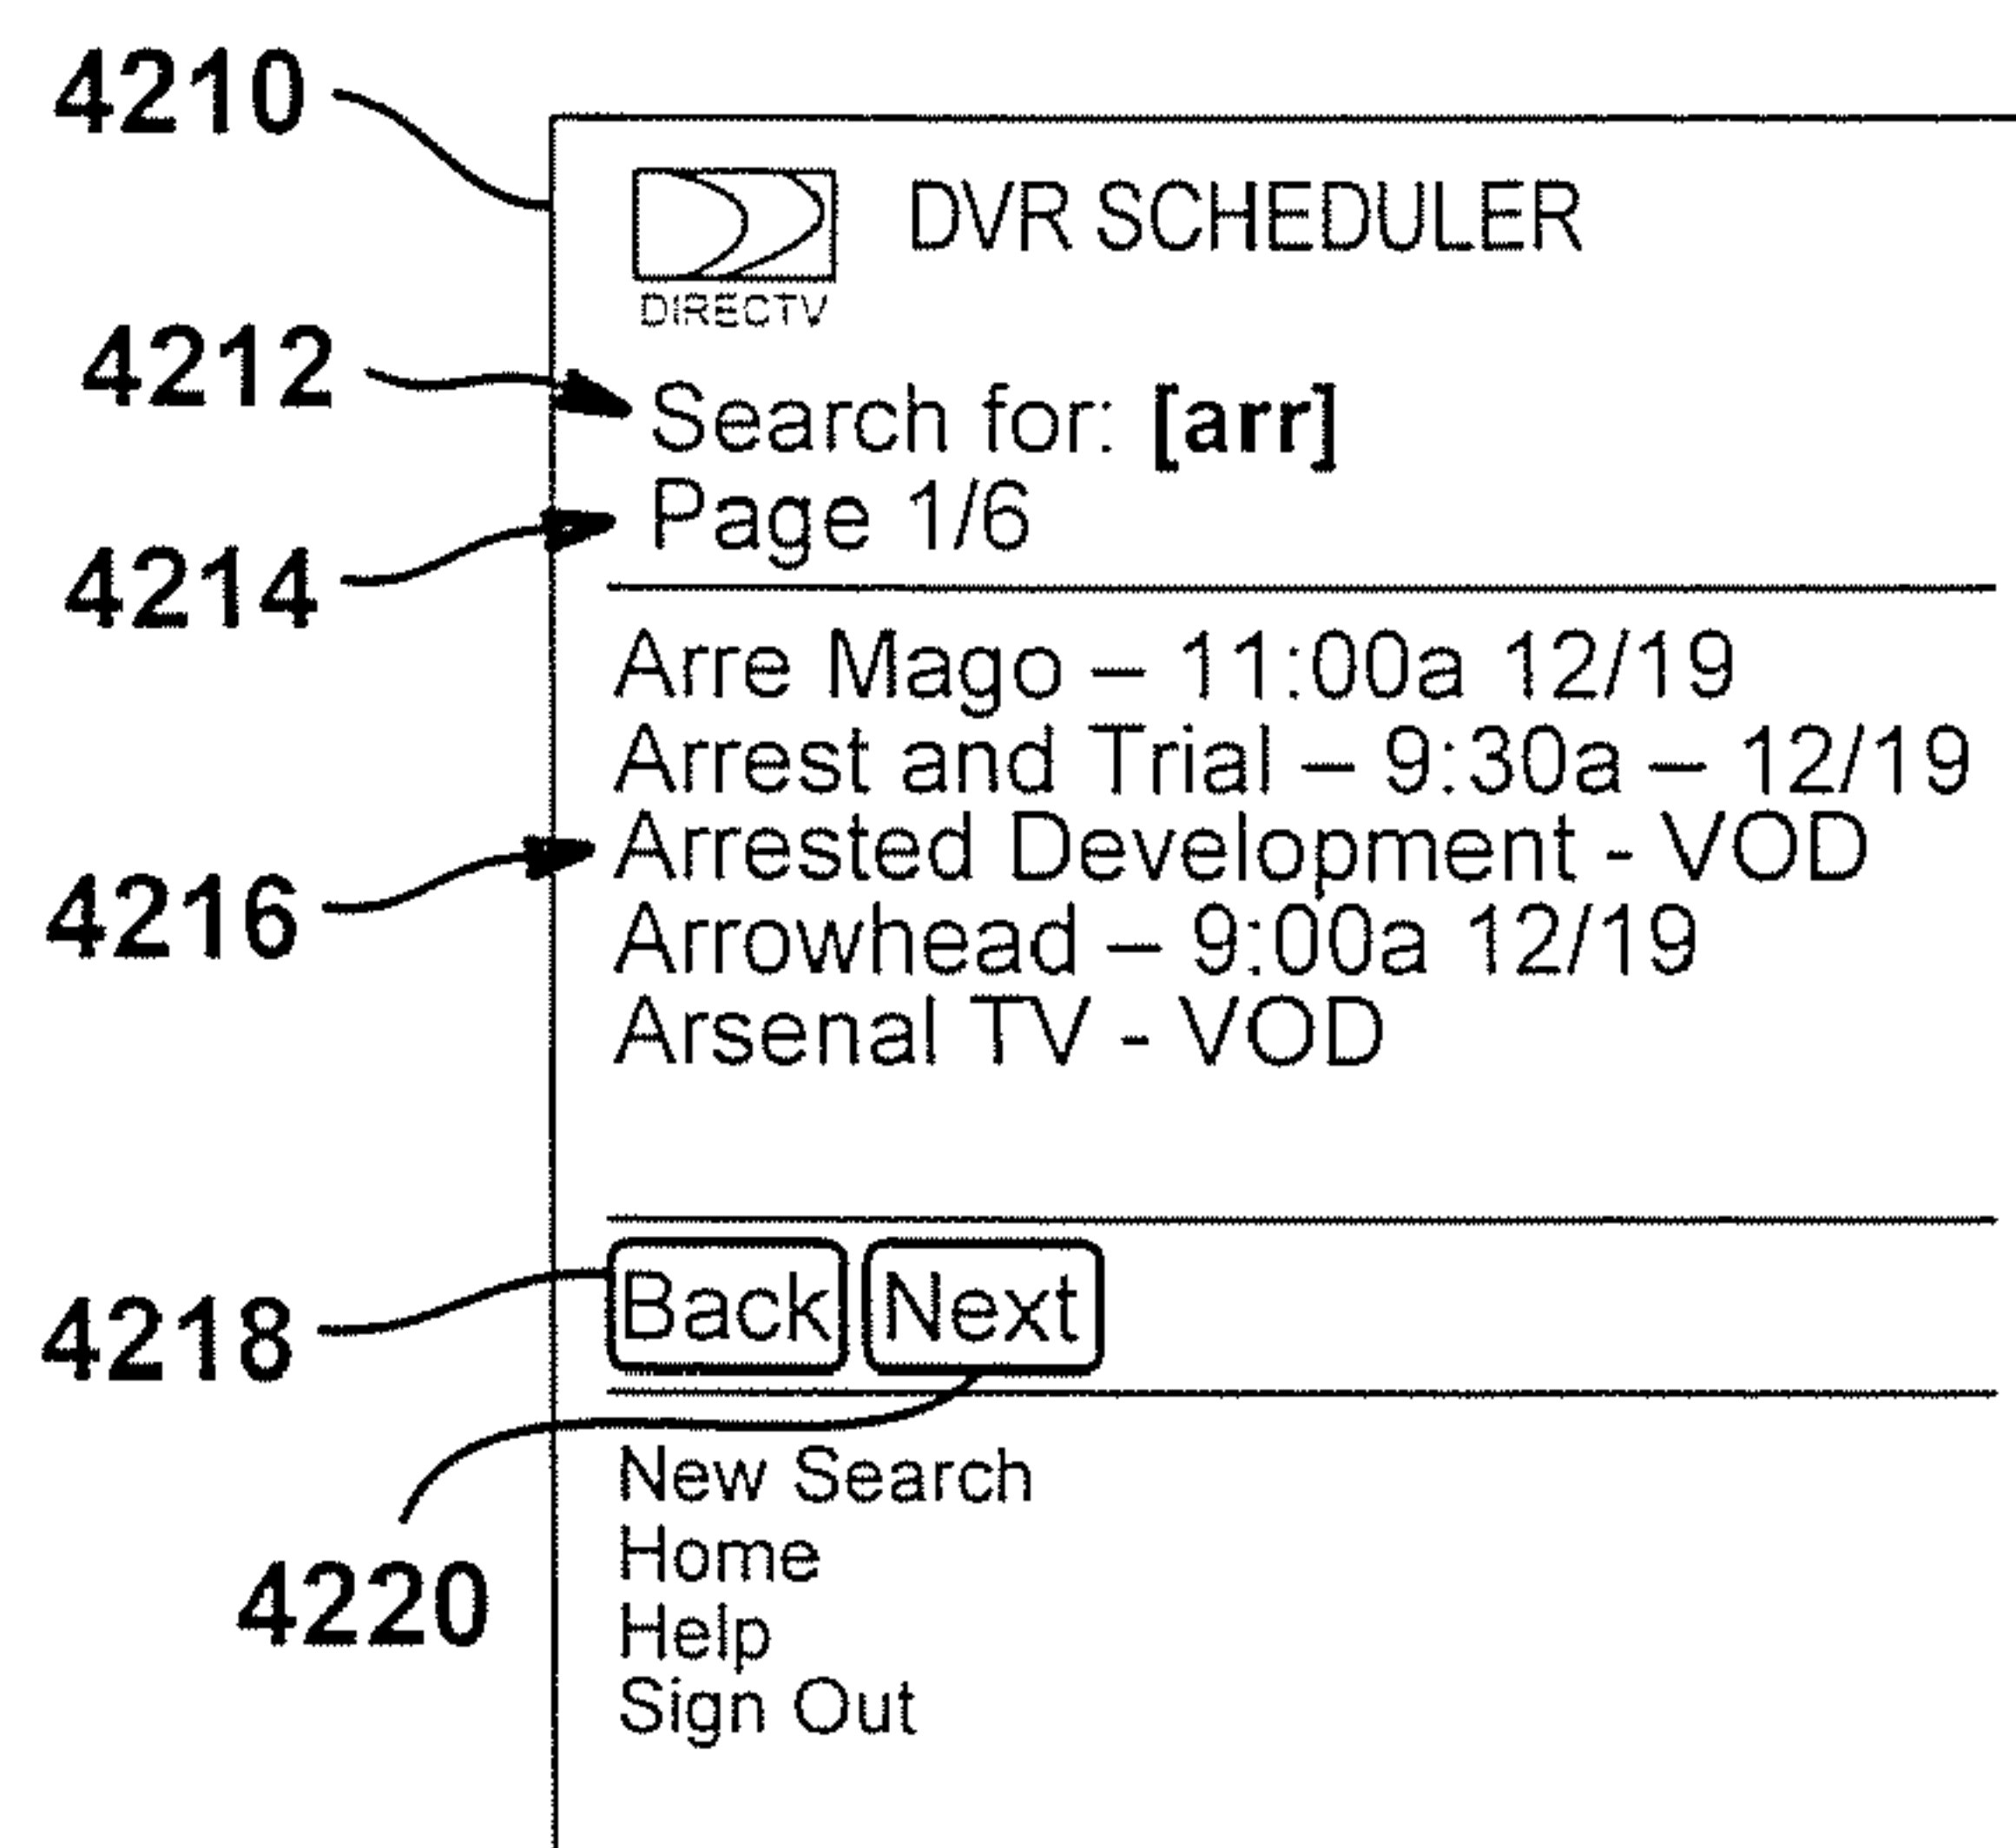 4210
DVR SCHEDULER
DIRECTV
4212
Search for: [arr]
Page 1/6
4214
Arre Mago – 11:00a 12/19
Arrest and Trial – 9:30a – 12/19
Arrested Development - VOD
4216
Arrowhead – 9:00a 12/19
Arsenal TV - VOD
4218
Back Next
4220
New Search
Home
Help
Sign Out